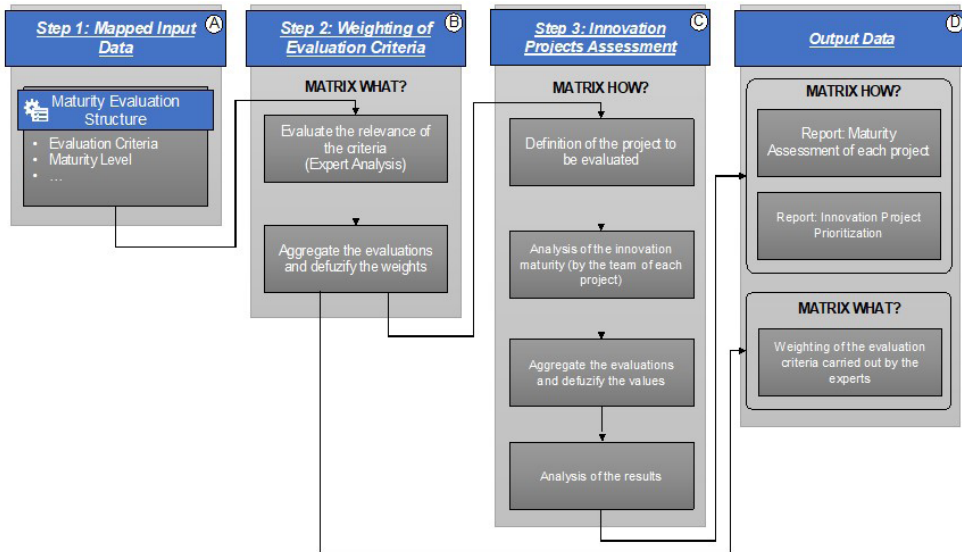 Step 1: Mapped Input
Data
A
Maturity Evaluation
Structure
• Evaluation Criteria
• Maturity Level
• ...
Step 2: Weighting of
Evaluation Criteria
B
MATRIX WHAT?
Evaluate the relevance of
the criteria
(Expert Analysis)
Aggregate the evaluations
and defuzify the weights
Step 3: Innovation
Projects Assessment
C
MATRIX HOW?
Definition of the project to
be evaluated
Analysis of the innovation
maturity (by the team of each
project)
Aggregate the evaluations
and defuzify the values
Analysis of the results
Output Data
D
MATRIX HOW?
Report: Maturity
Assessment of each project
Report: Innovation Project
Prioritization
MATRIX WHAT?
Weighting of the evaluation
criteria carried out by the
experts